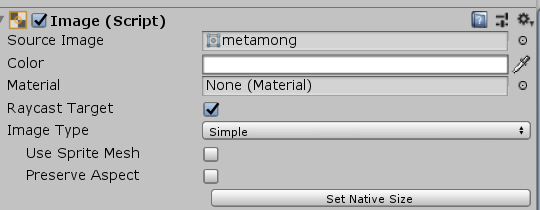 Image (Script)
Source Image metamong
Color
Material None (Material)
Raycast Target
Image Type Simple
Use Sprite Mesh
Preserve Aspect
Set Native Size